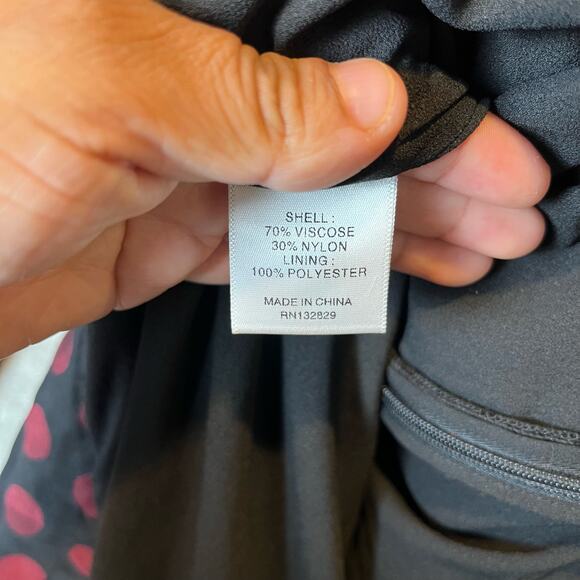 SHELL :
70% VISCOSE
30% NYLON
LINING :
100% POLYESTER
MADE IN CHINA
RN132829